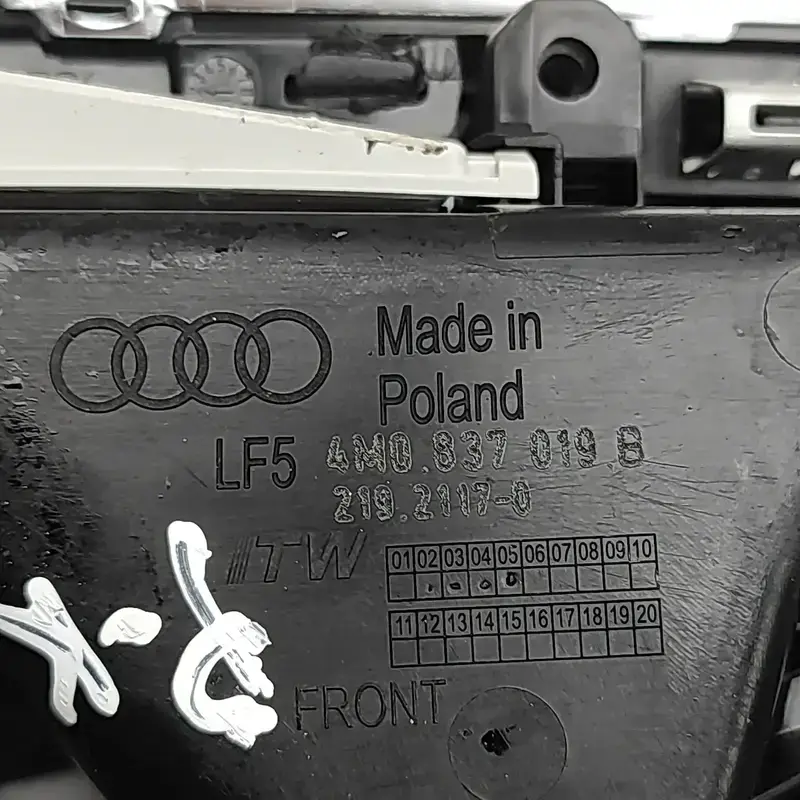 Made in
Poland
LF5 4M0.837 019 B
219.2117-0
ITW
01 02 03 04 05 06 07 08 09 10
11 12 13 14 15 16 17 18 19 20
FRONT